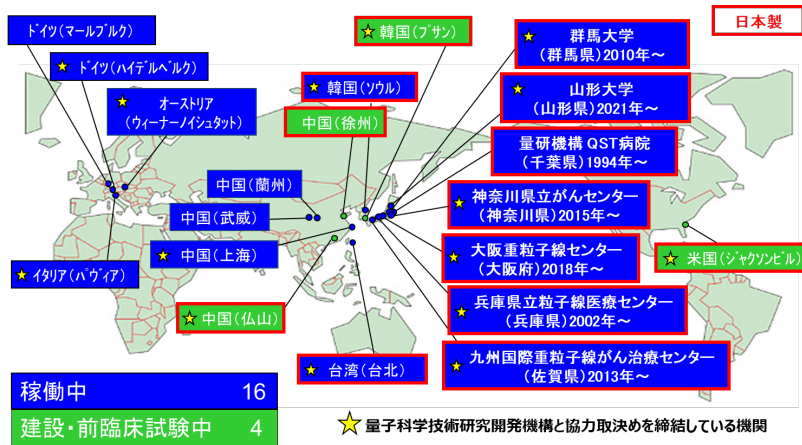 日本製
ドイツ(マールブルク)
ドイツ(ハイデルベルク)
オーストリア
(ウィーナーノイシュタット)
イタリア(パヴィア)
中国(蘭州)
中国(武威)
中国(上海)
中国(仏山)
韓国(プサン)
韓国(ソウル)
中国(徐州)
台湾(台北)
群馬大学
(群馬県)2010年~
山形大学
(山形県)2021年~
量研機構 QST病院
(千葉県)1994年~
神奈川県立がんセンター
(神奈川県)2015年~
大阪重粒子線センター
(大阪府)2018年~
兵庫県立粒子線医療センター
(兵庫県)2002年~
九州国際重粒子線がん治療センター
(佐賀県)2013年~
米国(ジャクソンビル)
稼働中 16
建設・前臨床試験中 4
量子科学技術研究開発機構と協力取決めを締結している機関